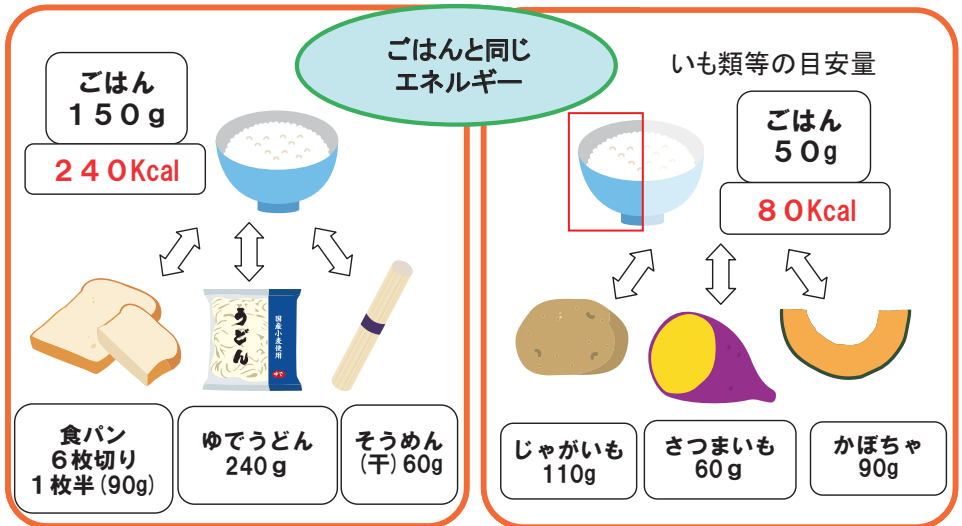 ごはんと同じ
エネルギー
ごはん
１５０ｇ
２４０Kcal
うどん
国産小麦使用
ゆで
食パン
６枚切り
１枚半(90g)
ゆでうどん
240ｇ
そうめん
(干)60g
いも類等の目安量
ごはん
５０g
８０Kcal
じゃがいも
110g
さつまいも
60ｇ
かぼちゃ
90g